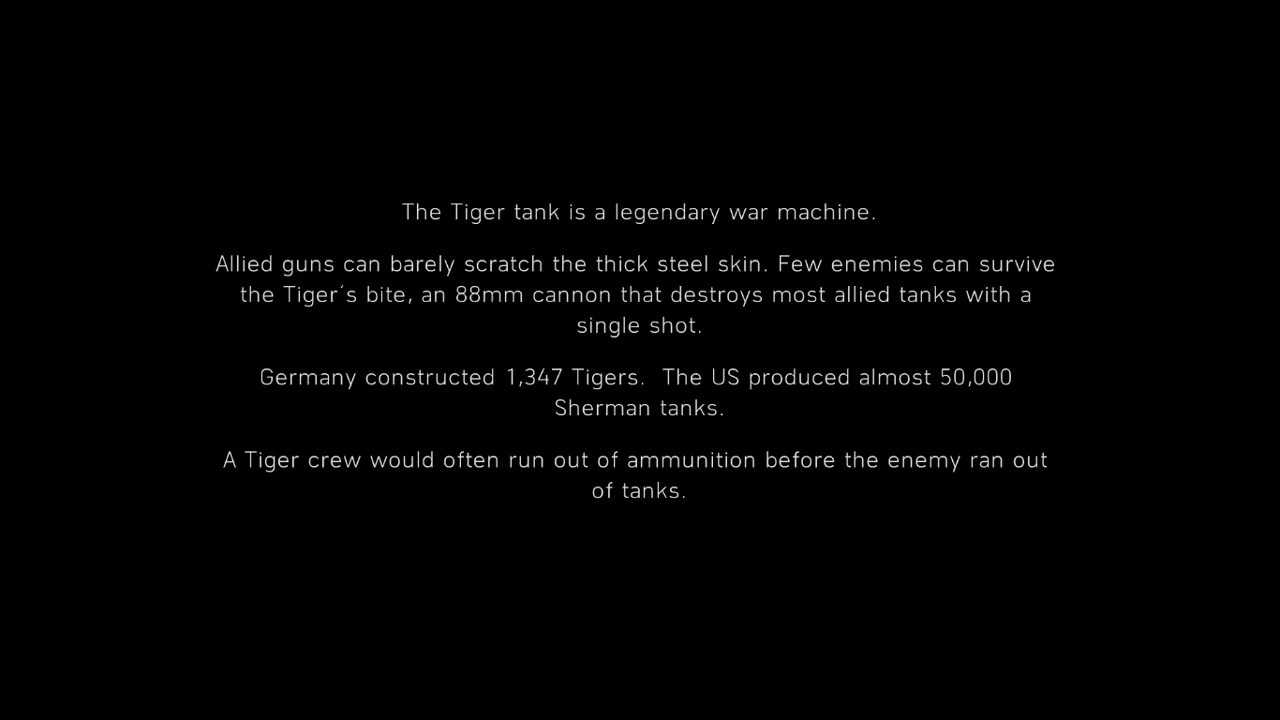 The Tiger tank is a legendary war machine.
Allied guns can barely scratch the thick steel skin. Few enemies can survive
the Tiger´s bite, an 88mm cannon that destroys most allied tanks with a
single shot.
Germany constructed 1,347 Tigers.  The US produced almost 50,000
Sherman tanks.
A Tiger crew would often run out of ammunition before the enemy ran out
of tanks.